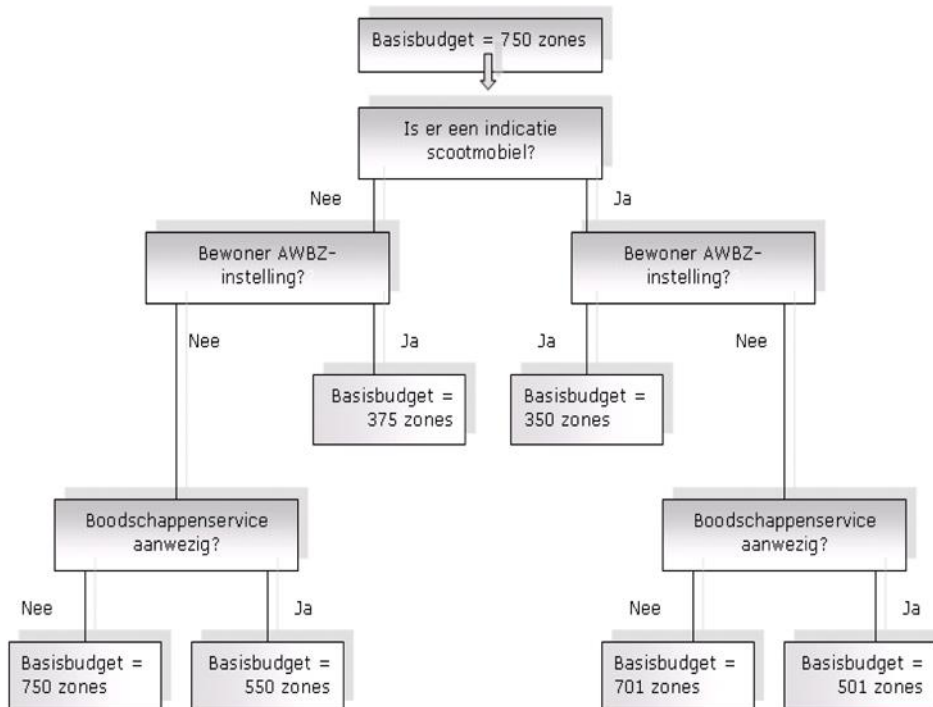 Basisbudget = 750 zones
Is er een indicatie
scootmobiel?
Nee
Ja
Bewoner AWBZ-
instelling?
Bewoner AWBZ-
instelling?
Nee
Ja
Ja
Nee
Basisbudget =
375 zones
Basisbudget =
350 zones
Boodschappenservice
aanwezig?
Boodschappenservice
aanwezig?
Nee
Ja
Nee
Ja
Basisbudget =
750 zones
Basisbudget =
550 zones
Basisbudget =
701 zones
Basisbudget =
501 zones